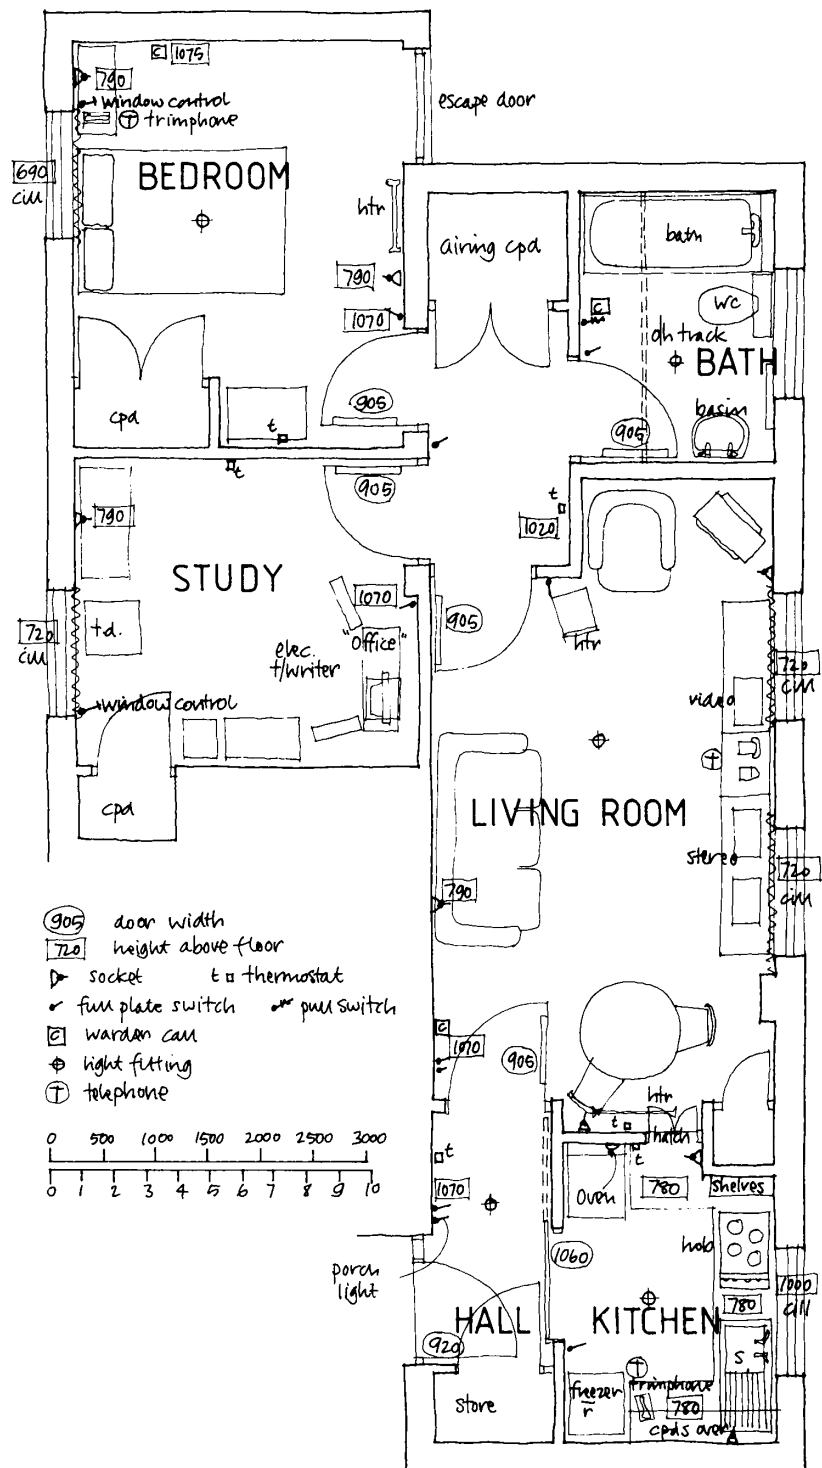 C 1075
790
window control
T trimphone
escape door
BEDROOM
690
cill
htr
790
1070
airing cpd
bath
C
WC
dh track
BATH
basin
905
905
cpd
t
t
905
790
t
1020
STUDY
1070
"Office"
elec.
t/writer
t.d.
720
cill
window control
cpd
905
htr
720
cill
video
T
LIVING ROOM
stereo
720
cill
790
905 door width
720 height above floor
socket t thermostat
full plate switch pull switch
C warden call
light fitting
T telephone
0 500 1000 1500 2000 2500 3000
0 1 2 3 4 5 6 7 8 9 10
C
1070
905
htr
t
hatch
t
t
1070
oven
780
shelves
hob
1060
porch
light
1000
cill
780
HALL
KITCHEN
920
S
T
trimphone
store
freezer
r
780
cpds over